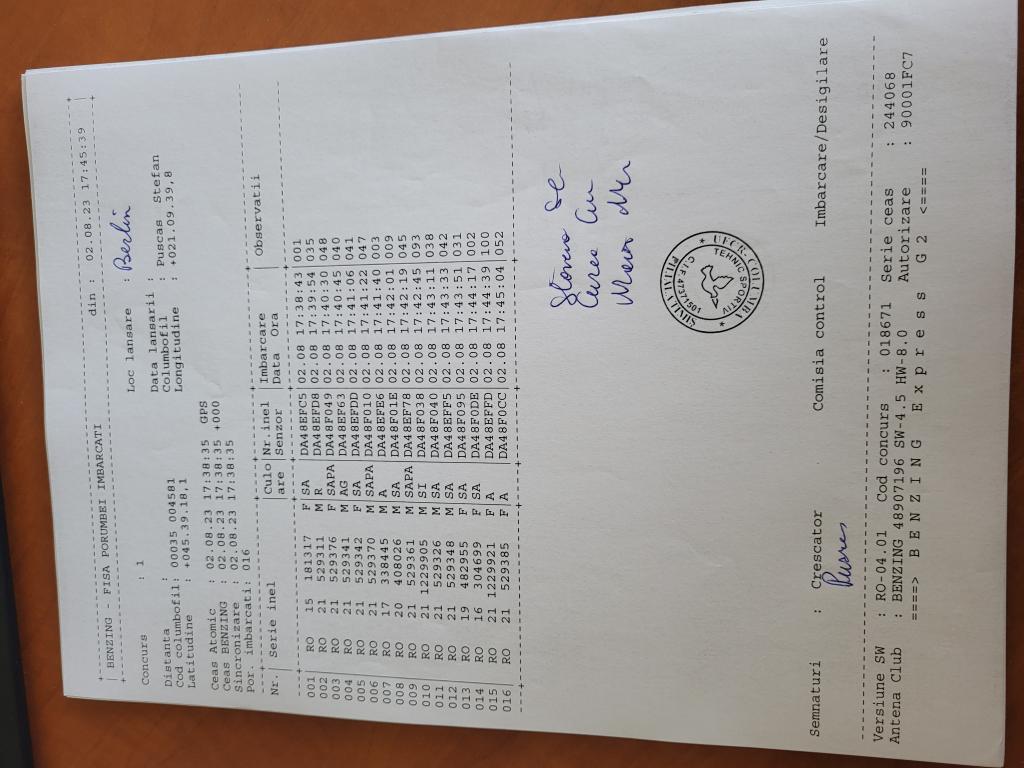 BENZING - FISA PORUMBEI IMBARCATI din : 02.08.23 17:45:39
Concurs : 1 Loc lansare : Berlin
Distanta : Data lansarii :
Cod columbofil: 00035 004581 Columbofil : Puscas Stefan
Latitudine : +045.39.18,1 Longitudine : +021.09.39,8
Ceas Atomic : 02.08.23 17:38:35 GPS
Ceas BENZING : 02.08.23 17:38:35 +000
Sincronizare : 02.08.23 17:38:35
Por.imbarcati: 016
Nr. Serie inel Culo Nr.inel Imbarcare Observatii
are Senzor Data Ora
001 RO 15 181317 F SA DA48EFC5 02.08 17:38:43 001
002 RO 21 529311 M R DA48EFD8 02.08 17:39:54 035
003 RO 21 529376 F SAPA DA48F049 02.08 17:40:30 048
004 RO 21 529341 M AG DA48EF63 02.08 17:40:45 040
005 RO 21 529342 F SA DA48EFDD 02.08 17:41:06 041
006 RO 21 529370 M SAPA DA48F010 02.08 17:41:22 047
007 RO 17 338445 M A DA48EFE6 02.08 17:41:40 003
008 RO 20 408026 M SA DA48F01E 02.08 17:42:01 009
009 RO 21 529361 M SAPA DA48EF78 02.08 17:42:19 045
010 RO 21 1229905 M SI DA48F038 02.08 17:42:45 093
011 RO 21 529326 M SA DA48F040 02.08 17:43:11 038
012 RO 21 529348 M SA DA48EFF5 02.08 17:43:33 042
013 RO 19 482955 F SA DA48F095 02.08 17:43:51 031
014 RO 16 304699 F SA DA48F0DE 02.08 17:44:17 002
015 RO 21 1229921 F A DA48EFFD 02.08 17:44:39 100
016 RO 21 529385 F A DA48F0CC 02.08 17:45:04 052
UFCR-COLUMBA
C.I.F. 47347501
TEHNIC SPORTIV
Semnaturi : Crescator Comisia control Imbarcare/Desigilare
Versiune SW : RO-04.01 Cod concurs : 018671 Serie ceas : 244068
Antena Club : BENZING 48907196 SW-4.5 HW-8.0 Autorizare : 90001FC7
====> B E N Z I N G E x p r e s s G 2 <====